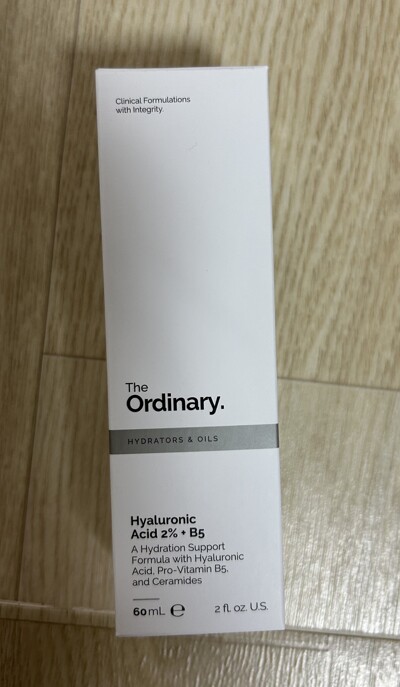 Clinical Formulations
with Integrity.
The
Ordinary.
HYDRATORS & OILS
Hyaluronic
Acid 2% + B5
A Hydration Support
Formula with Hyaluronic
Acid, Pro-Vitamin B5,
and Ceramides
60 mL ℮ 2 fl. oz. U.S.